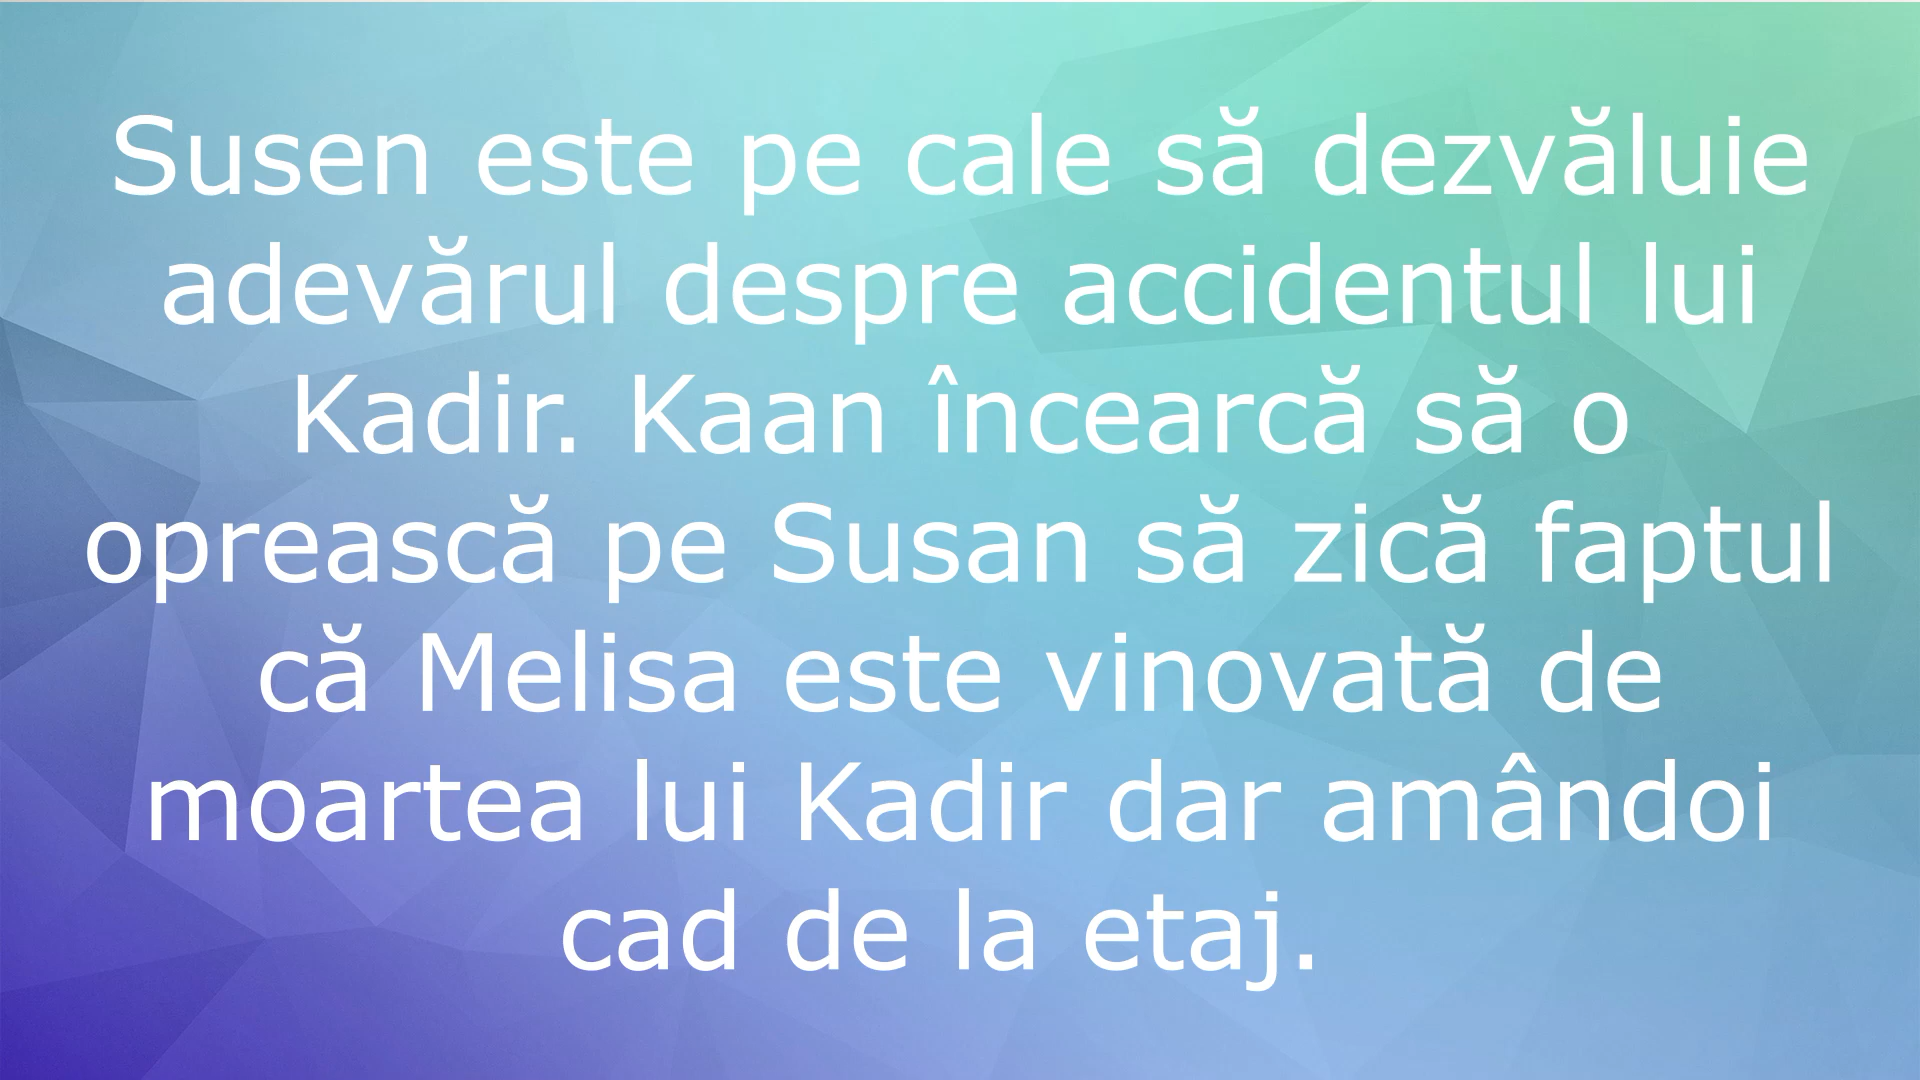 Susen este pe cale să dezvăluie
adevărul despre accidentul lui
Kadir. Kaan încearcă să o
oprească pe Susan să zică faptul
că Melisa este vinovată de
moartea lui Kadir dar amândoi
cad de la etaj.